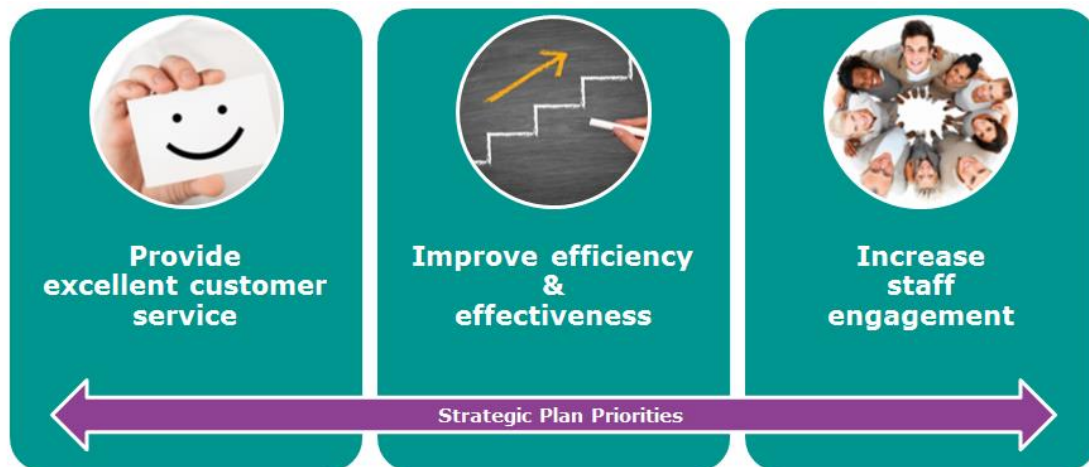 Provide
excellent customer
service
Improve efficiency
&
effectiveness
Increase
staff
engagement
Strategic Plan Priorities